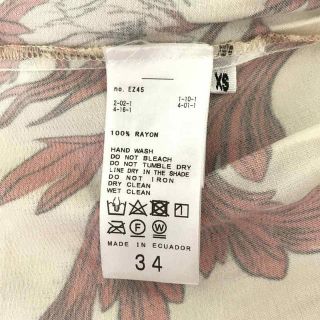 XS
no. EZ45
2-02-1 1-10-1
4-16-1 4-01-1
100% RAYON
HAND WASH
DO NOT BLEACH
DO NOT TUMBLE DRY
LINE DRY IN THE SHADE
DO NOT IRON
DRY CLEAN
WET CLEAN
F W
MADE IN ECUADOR
34